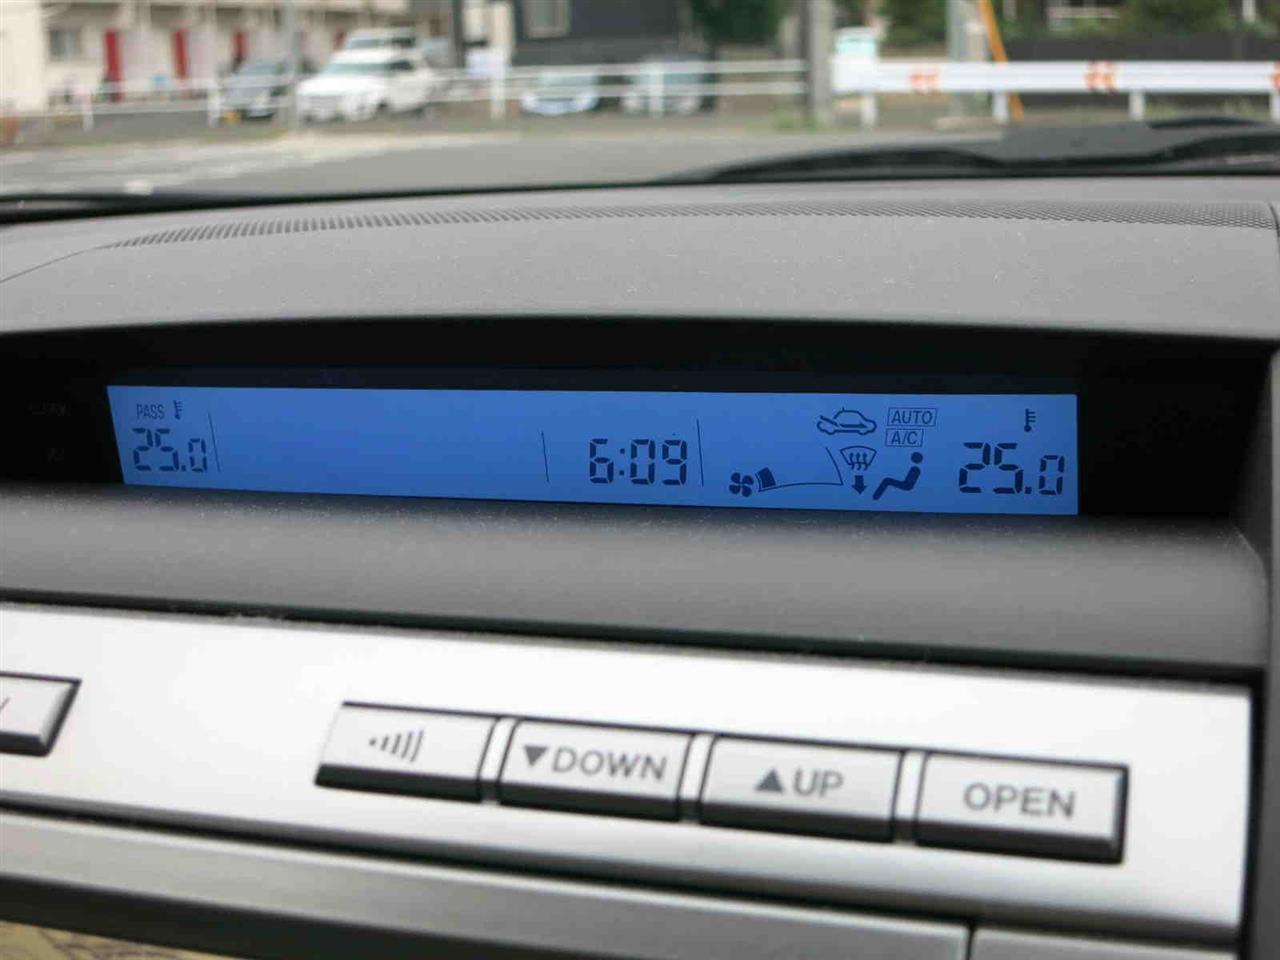 PASS
25.0
6:09
AUTO
A/C
25.0
▼DOWN
▲UP
OPEN